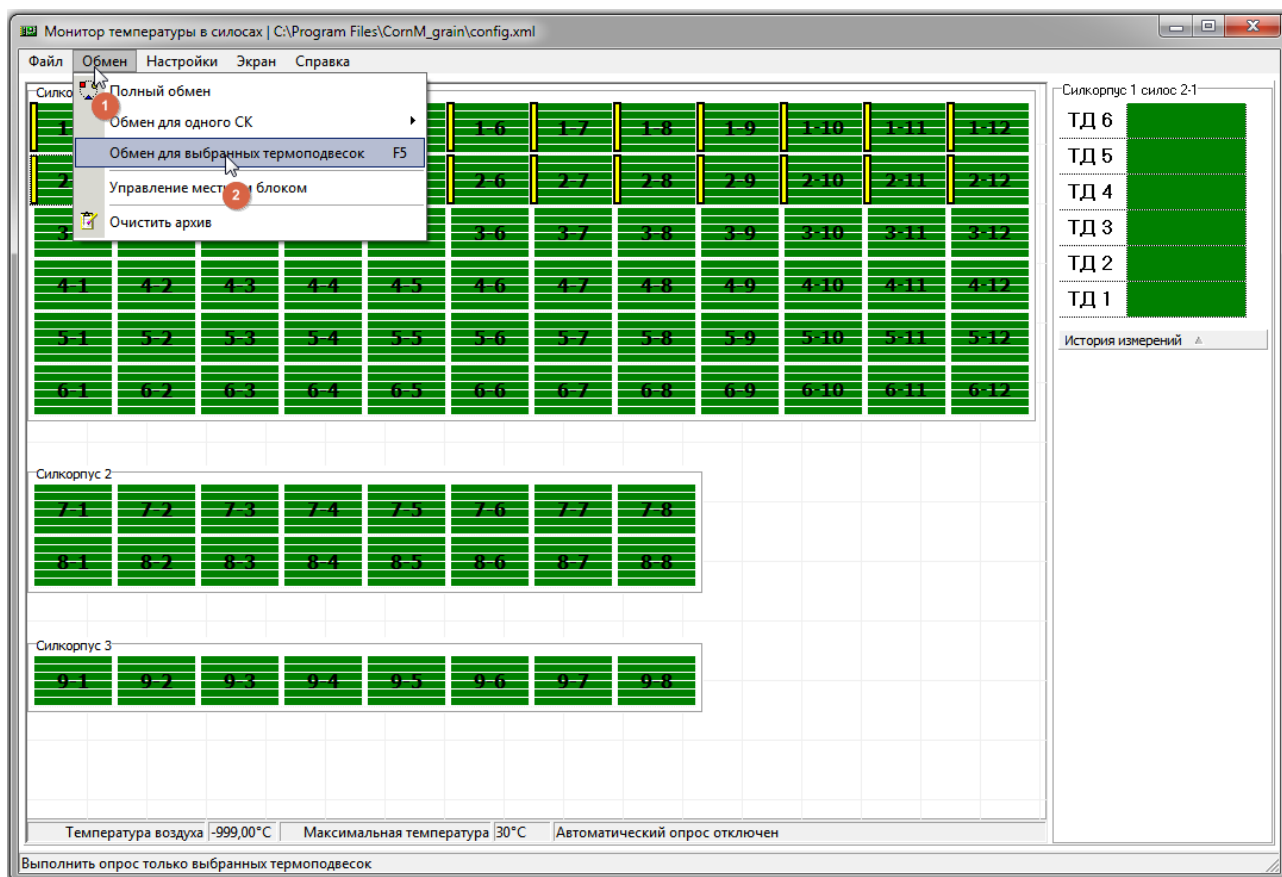 Монитор температуры в силосах | C:\Program Files\CornM_grain\config.xml
Файл Обмен Настройки Экран Справка
Полный обмен
1
Обмен для одного СК
Обмен для выбранных термоподвесок F5
Управление блоком
2
Очистить архив
1 1-6 1-7 1-8 1-9 1-10 1-11 1-12
2 2-6 2-7 2-8 2-9 2-10 2-11 2-12
3 3-6 3-7 3-8 3-9 3-10 3-11 3-12
4-1 4-2 4-3 4-4 4-5 4-6 4-7 4-8 4-9 4-10 4-11 4-12
5-1 5-2 5-3 5-4 5-5 5-6 5-7 5-8 5-9 5-10 5-11 5-12
6-1 6-2 6-3 6-4 6-5 6-6 6-7 6-8 6-9 6-10 6-11 6-12
Силкорпус 2
7-1 7-2 7-3 7-4 7-5 7-6 7-7 7-8
8-1 8-2 8-3 8-4 8-5 8-6 8-7 8-8
Силкорпус 3
9-1 9-2 9-3 9-4 9-5 9-6 9-7 9-8
Силкорпус 1 силос 2-1
ТД 6
ТД 5
ТД 4
ТД 3
ТД 2
ТД 1
История измерений
Температура воздуха -999,00°C Максимальная температура 30°C Автоматический опрос отключен
Выполнить опрос только выбранных термоподвесок